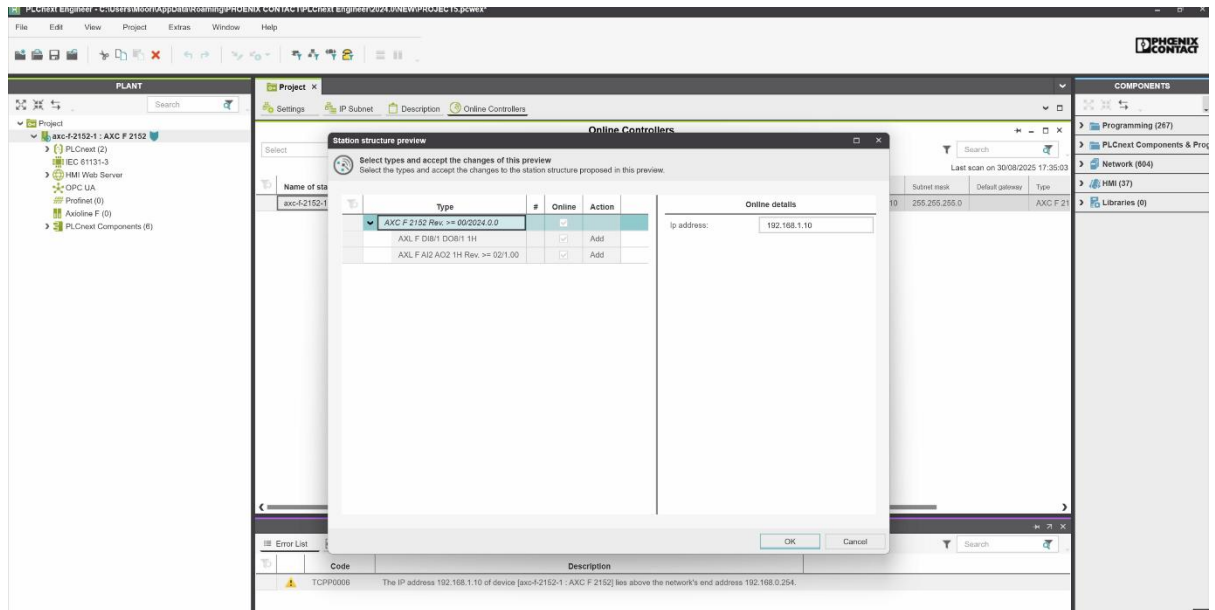 PLCnext Engineer - C:\Users\Moori\AppData\Roaming\PHOENIX CONTACT\PLCnext Engineer\2024.0\NEW\PROJECT5.pcwex*
File Edit View Project Extras Window Help
PHŒNIX
CONTACT
PLANT
Search
Project
axc-f-2152-1 : AXC F 2152
PLCnext (2)
IEC 61131-3
HMI Web Server
OPC UA
Profinet (0)
Axioline F (0)
PLCnext Components (6)
Project
Settings IP Subnet Description Online Controllers
Online Controllers
Select
Search
Last scan on 30/08/2025 17:35:03
Name of sta
Subnet mask Default gateway Type
axc-f-2152-1
10 255.255.255.0 AXC F 21
Station structure preview
Select types and accept the changes of this preview
Select the types and accept the changes to the station structure proposed in this preview.
Type # Online Action
AXC F 2152 Rev. >= 00/2024.0.0
AXL F DI8/1 DO8/1 1H Add
AXL F AI2 AO2 1H Rev. >= 02/1.00 Add
Online details
Ip address: 192.168.1.10
OK Cancel
Error List
Search
Code Description
TCPP0006 The IP address 192.168.1.10 of device [axc-f-2152-1 : AXC F 2152] lies above the network's end address 192.168.0.254.
COMPONENTS
Programming (267)
PLCnext Components & Prog
Network (604)
HMI (37)
Libraries (0)